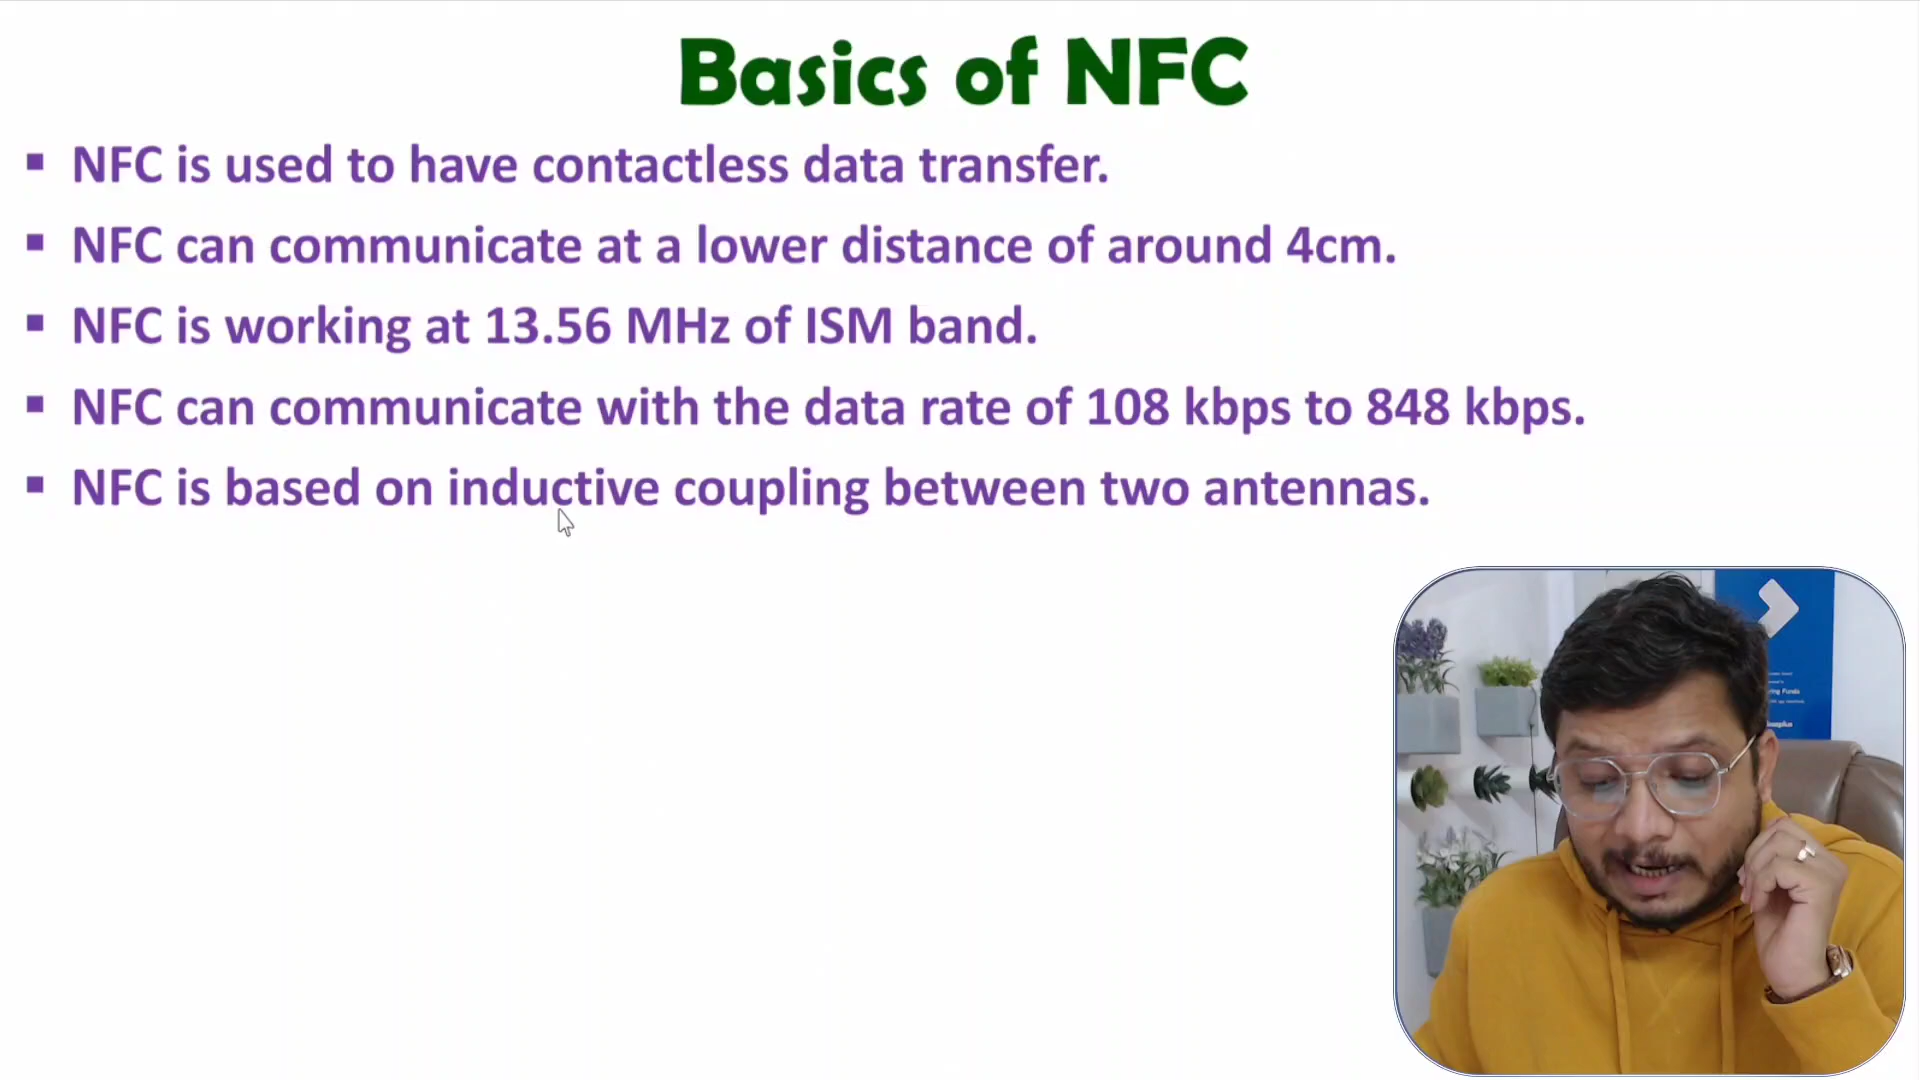 Basics of NFC
▪ NFC is used to have contactless data transfer.
▪ NFC can communicate at a lower distance of around 4cm.
▪ NFC is working at 13.56 MHz of ISM band.
▪ NFC can communicate with the data rate of 108 kbps to 848 kbps.
▪ NFC is based on inductive coupling between two antennas.